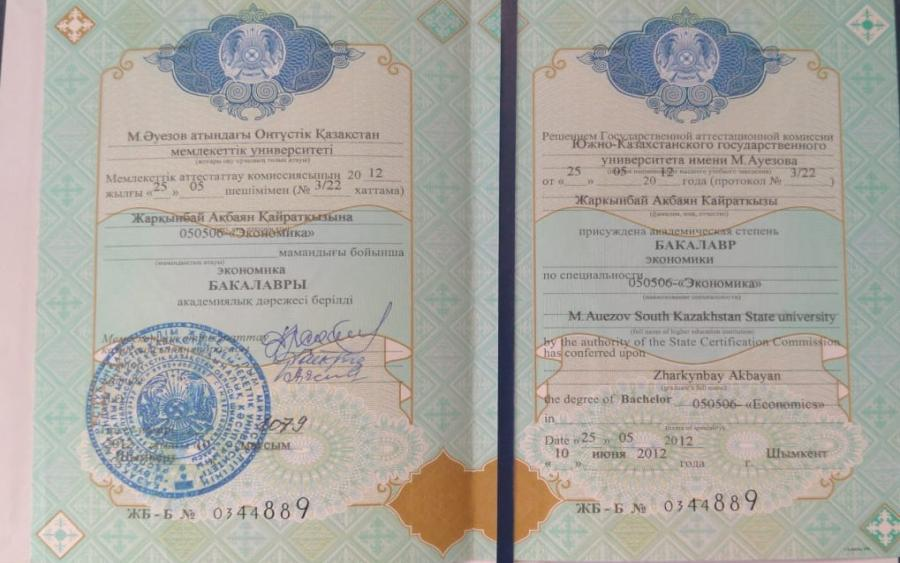 М.Әуезов атындағы Оңтүстік Қазақстан
мемлекеттік университеті
(жоғары оқу орнының толық атауы)
Мемлекеттік аттестаттау комиссиясының 20 12
жылғы «25» 05 шешімімен (№ 3/22 хаттама)
Жарқынбай Ақбаян Қайратқызына
050506-«Экономика»
мамандығы бойынша
(мамандықтың атауы)
экономика
БАКАЛАВРЫ
академиялық дәрежесі берілді
Мемлекеттік аттестаттау
4079
2012 10 маусым
Шымкент
ЖБ - Б № 0344889
Решением Государственной аттестационной комиссии
Южно-Казахстанского государственного
университета имени М.Ауезова
(полное наименование высшего учебного заведения)
от «25 » 05 20 12 года (протокол № 3/22 )
Жаркынбай Акбаян Кайраткызы
(фамилия, имя, отчество)
присуждена академическая степень
БАКАЛАВР
экономики
по специальности 050506-«Экономика»
(наименование специальности)
M.Auezov South Kazakhstan State university
(full name of higher education institution)
by the authority of the State Certification Commission
has conferred upon
Zharkynbay Akbayan
(graduate's full name)
the degree of Bachelor
in 050506- «Economics»
(name of specialty)
Date «25 » 05 2012
« 10 » июня 2012 года г. Шымкент
ЖБ - Б № 0344889